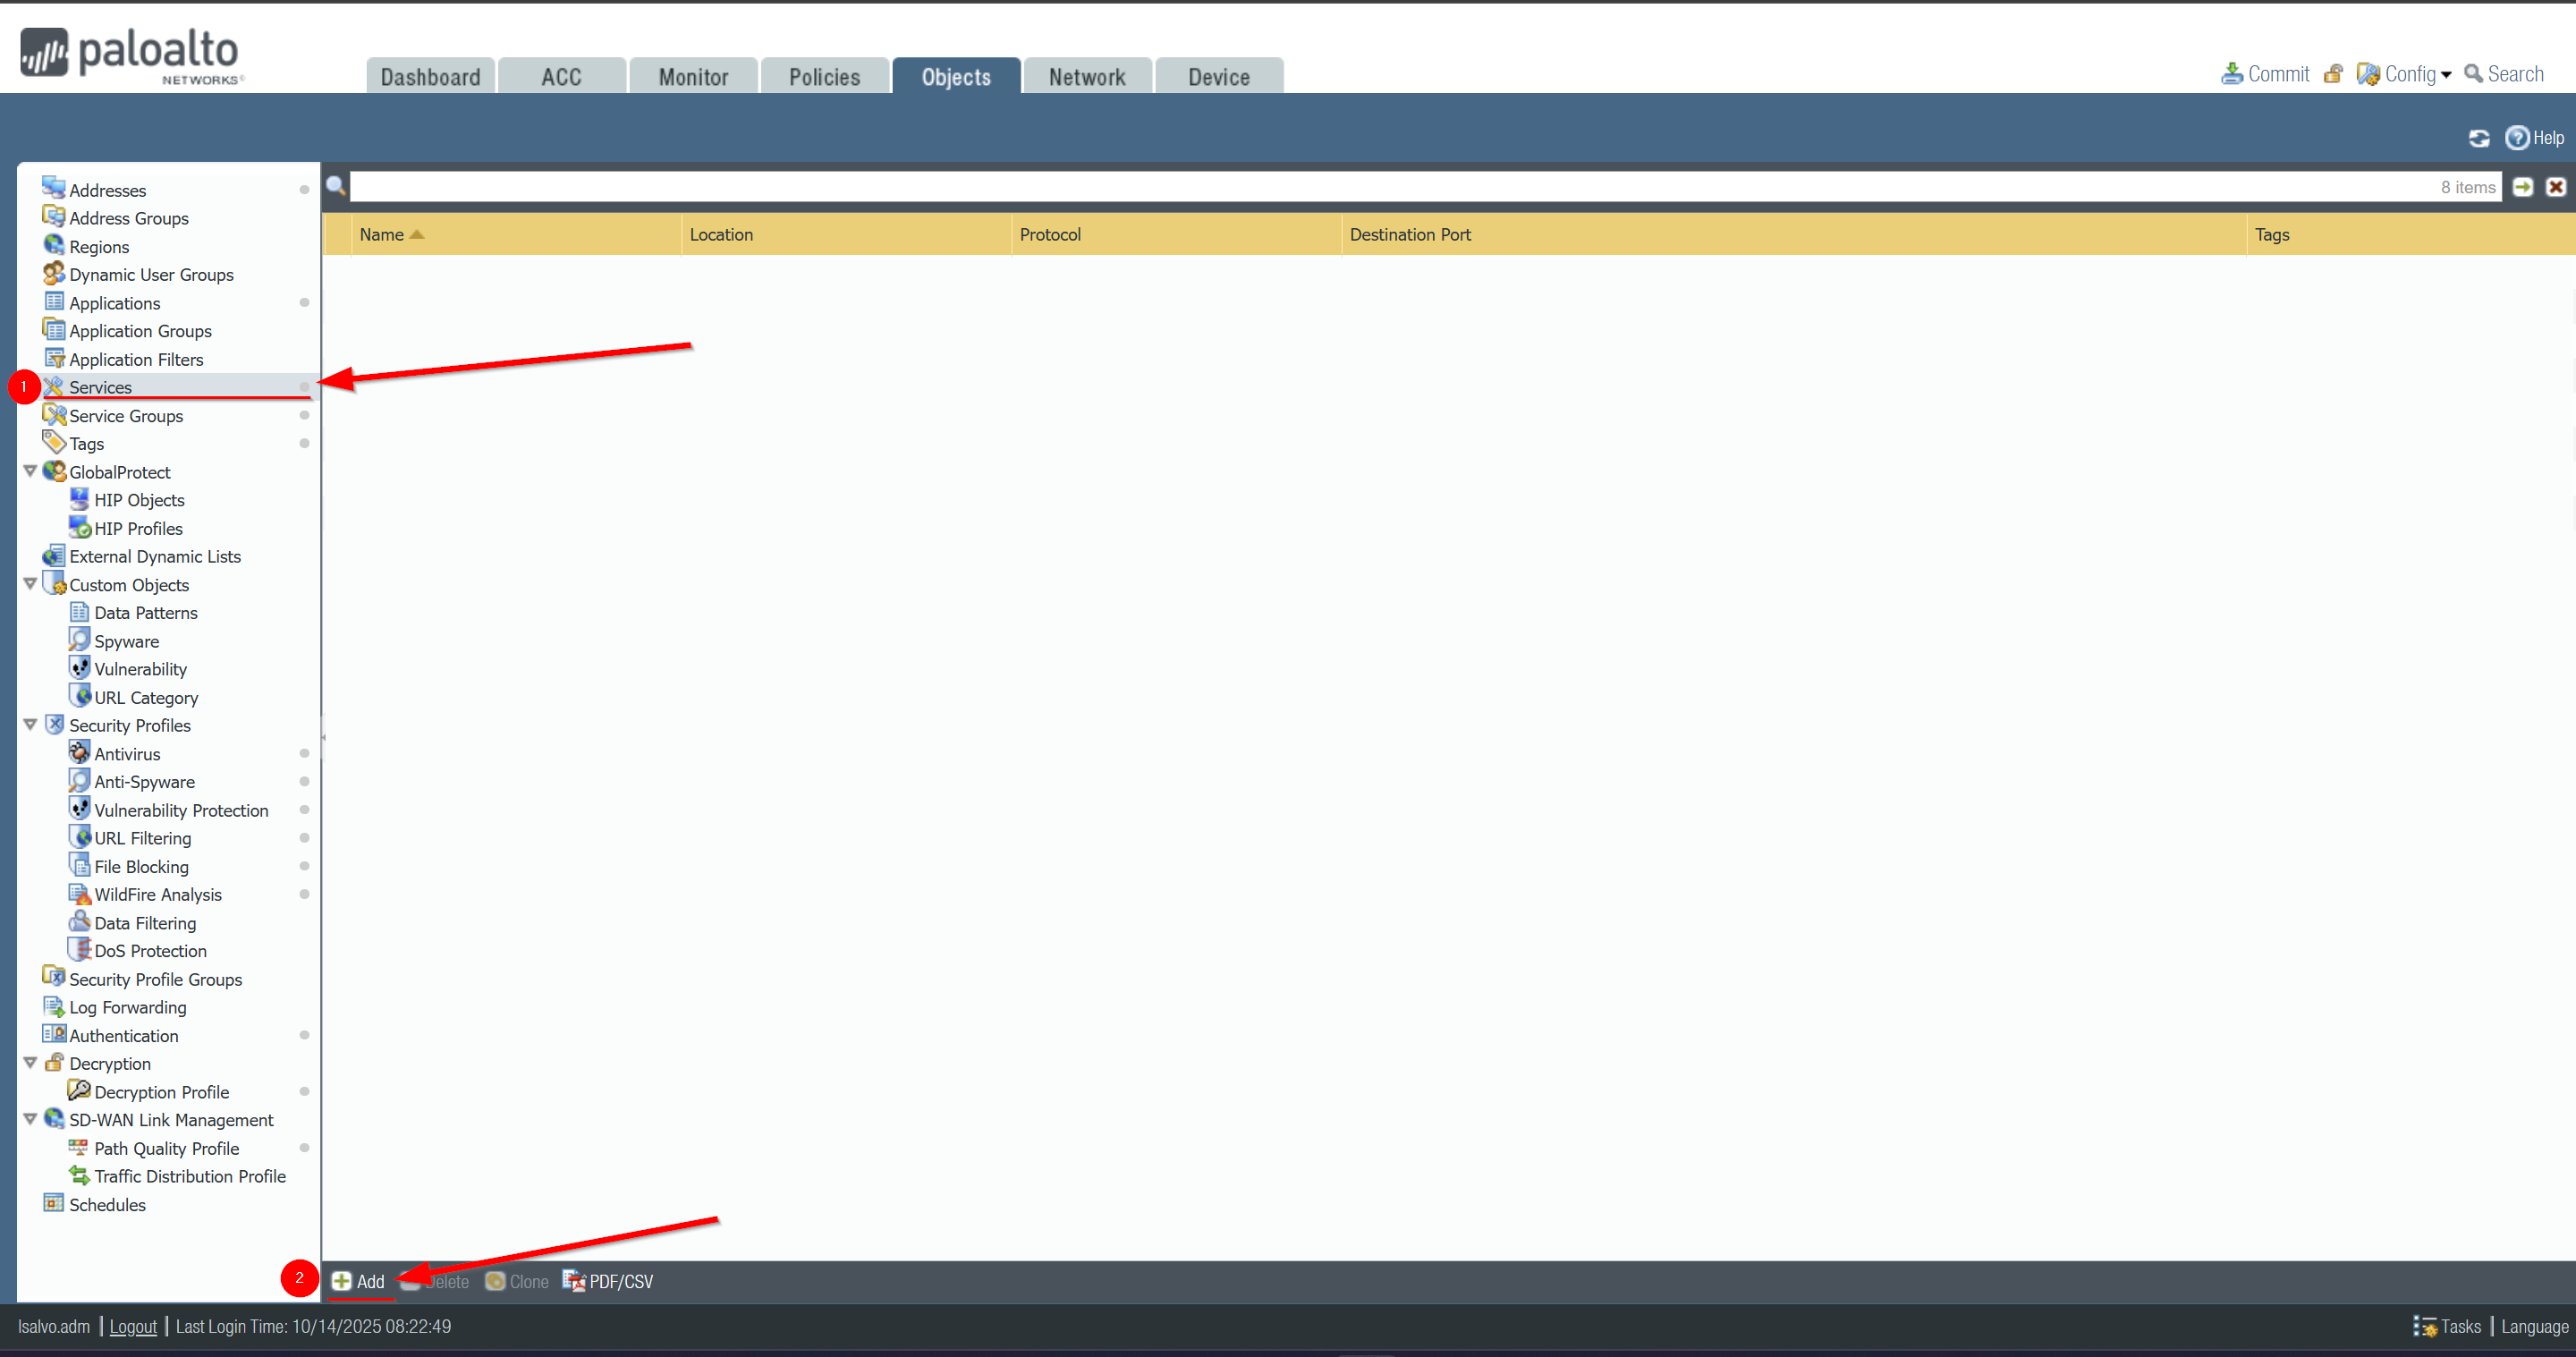 paloalto
NETWORKS
Dashboard ACC Monitor Policies Objects Network Device
Commit Config Search
Help
8 items
Name Location Protocol Destination Port Tags
Addresses
Address Groups
Regions
Dynamic User Groups
Applications
Application Groups
Application Filters
1 Services
Service Groups
Tags
GlobalProtect
HIP Objects
HIP Profiles
External Dynamic Lists
Custom Objects
Data Patterns
Spyware
Vulnerability
URL Category
Security Profiles
Antivirus
Anti-Spyware
Vulnerability Protection
URL Filtering
File Blocking
WildFire Analysis
Data Filtering
DoS Protection
Security Profile Groups
Log Forwarding
Authentication
Decryption
Decryption Profile
SD-WAN Link Management
Path Quality Profile
Traffic Distribution Profile
Schedules
2 Add Delete Clone PDF/CSV
lsalvo.adm | Logout | Last Login Time: 10/14/2025 08:22:49
Tasks | Language